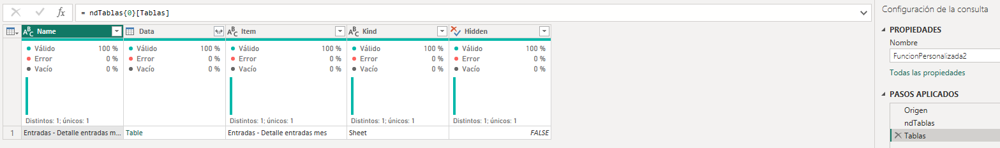 fx = ndTablas{0}[Tablas]
Configuración de la consulta
PROPIEDADES
Nombre
FuncionPersonalizada2
Todas las propiedades
PASOS APLICADOS
Origen
ndTablas
Tablas
ABC Name Data ABC Item ABC Kind Hidden
Válido 100 % Válido 100 % Válido 100 % Válido 100 % Válido 100 %
Error 0 % Error 0 % Error 0 % Error 0 % Error 0 %
Vacío 0 % Vacío 0 % Vacío 0 % Vacío 0 % Vacío 0 %
Distintos: 1; únicos: 1 Distintos: 1; únicos: 1 Distintos: 1; únicos: 1 Distintos: 1; únicos: 1
1 Entradas - Detalle entradas m... Table Entradas - Detalle entradas mes Sheet FALSE